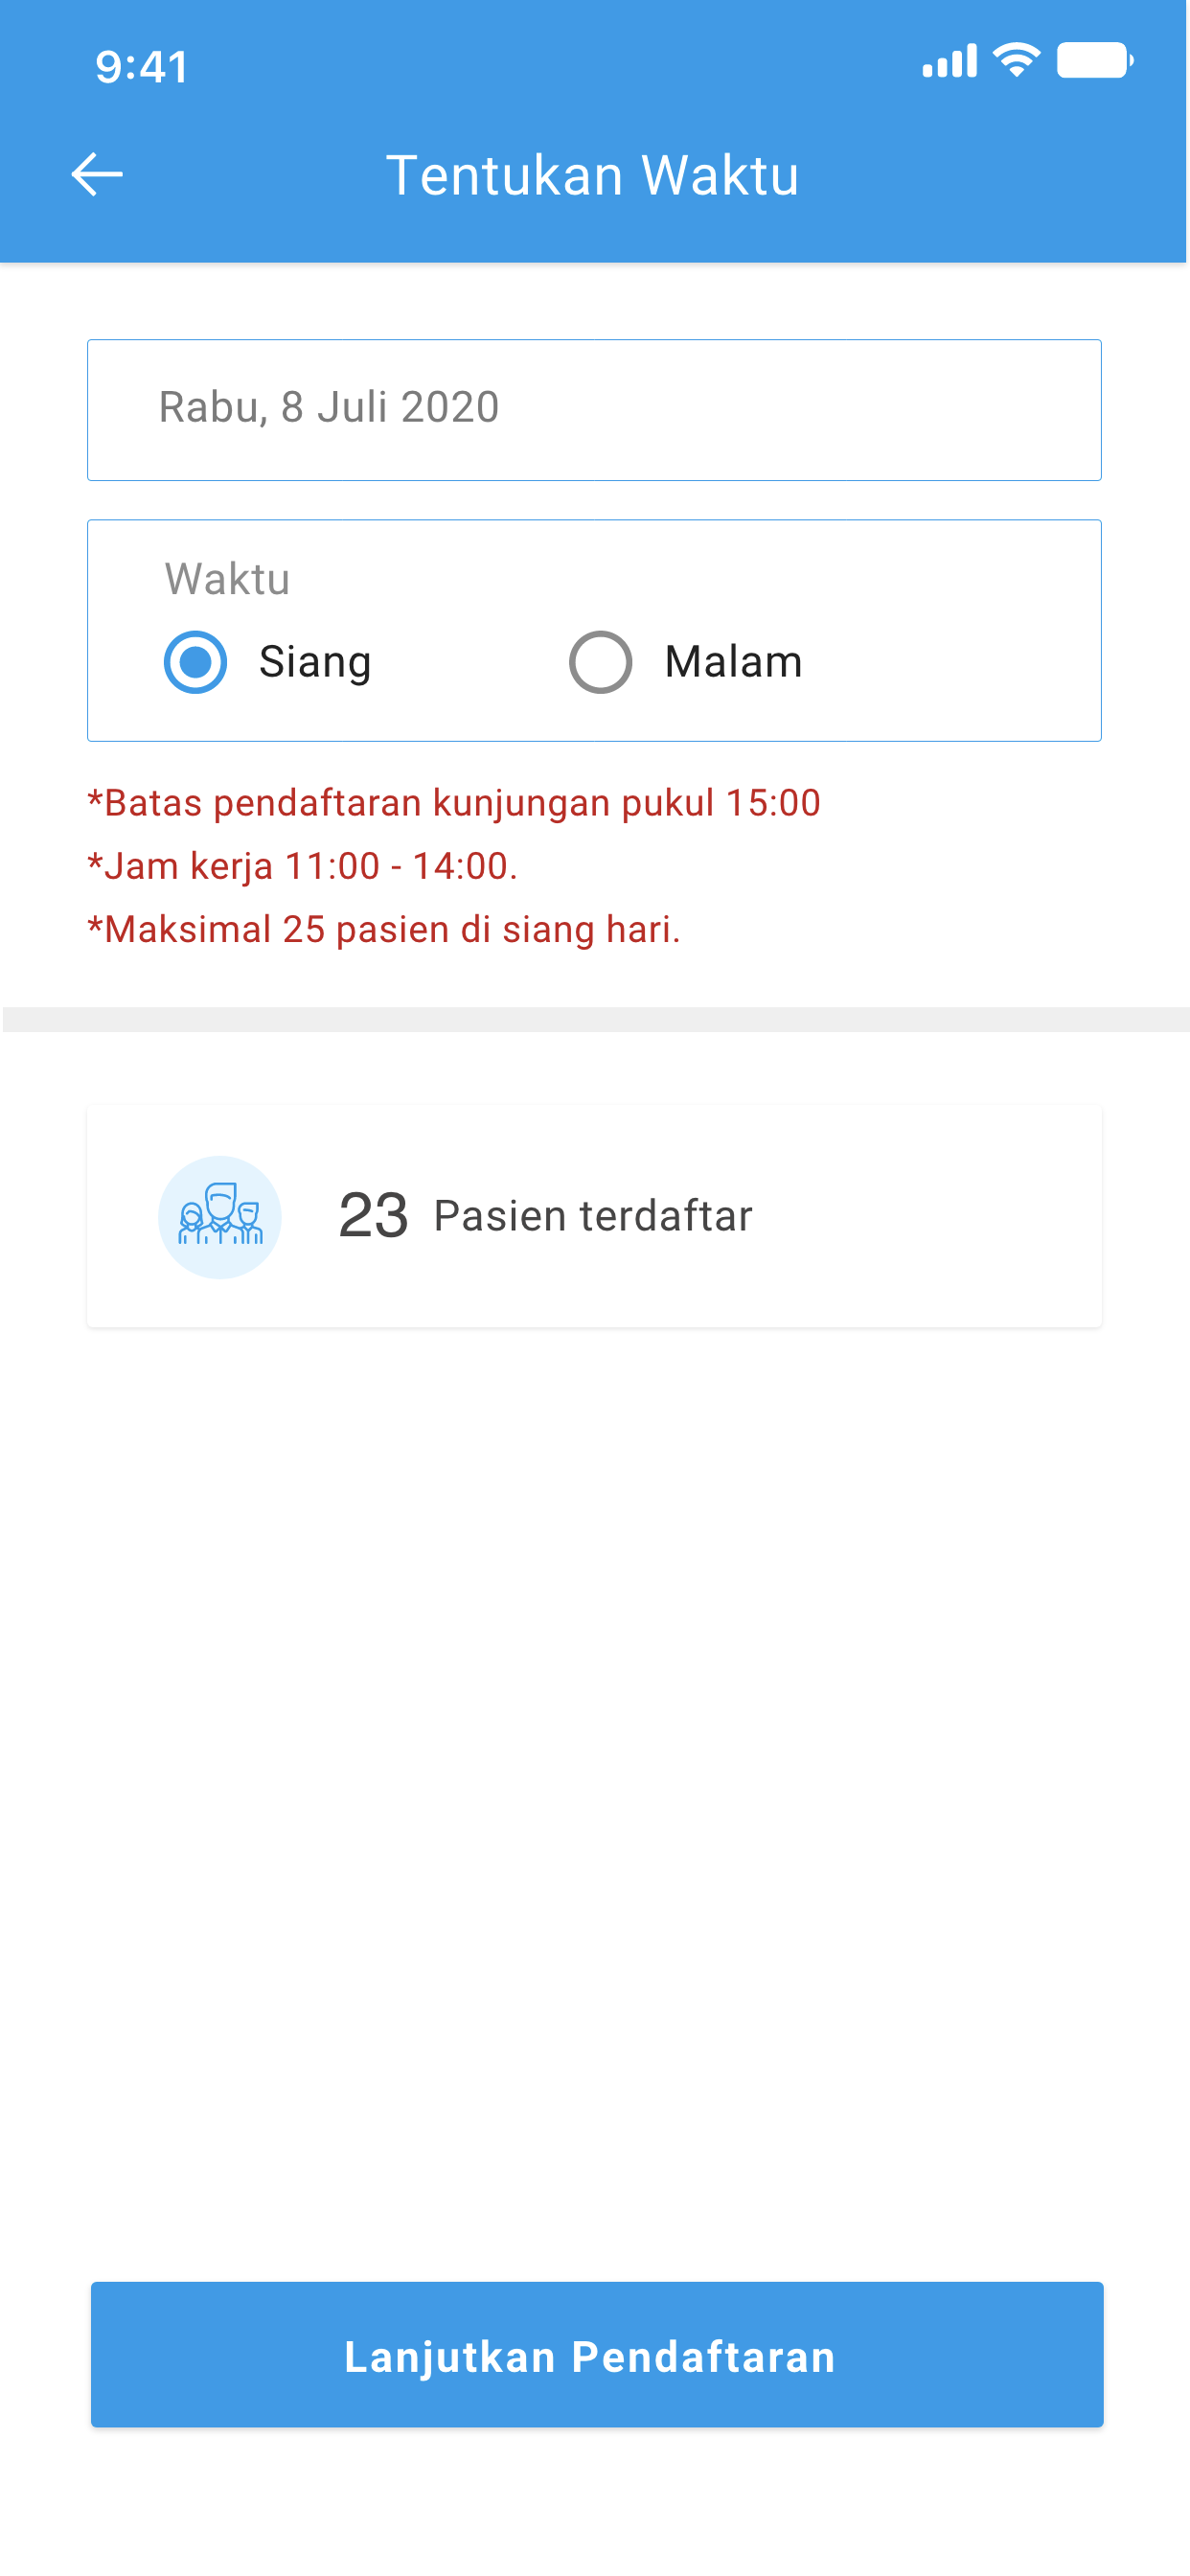 9:41
Tentukan Waktu
Rabu, 8 Juli 2020
Waktu
Siang
Malam
*Batas pendaftaran kunjungan pukul 15:00
*Jam kerja 11:00 - 14:00.
*Maksimal 25 pasien di siang hari.
23 Pasien terdaftar
Lanjutkan Pendaftaran